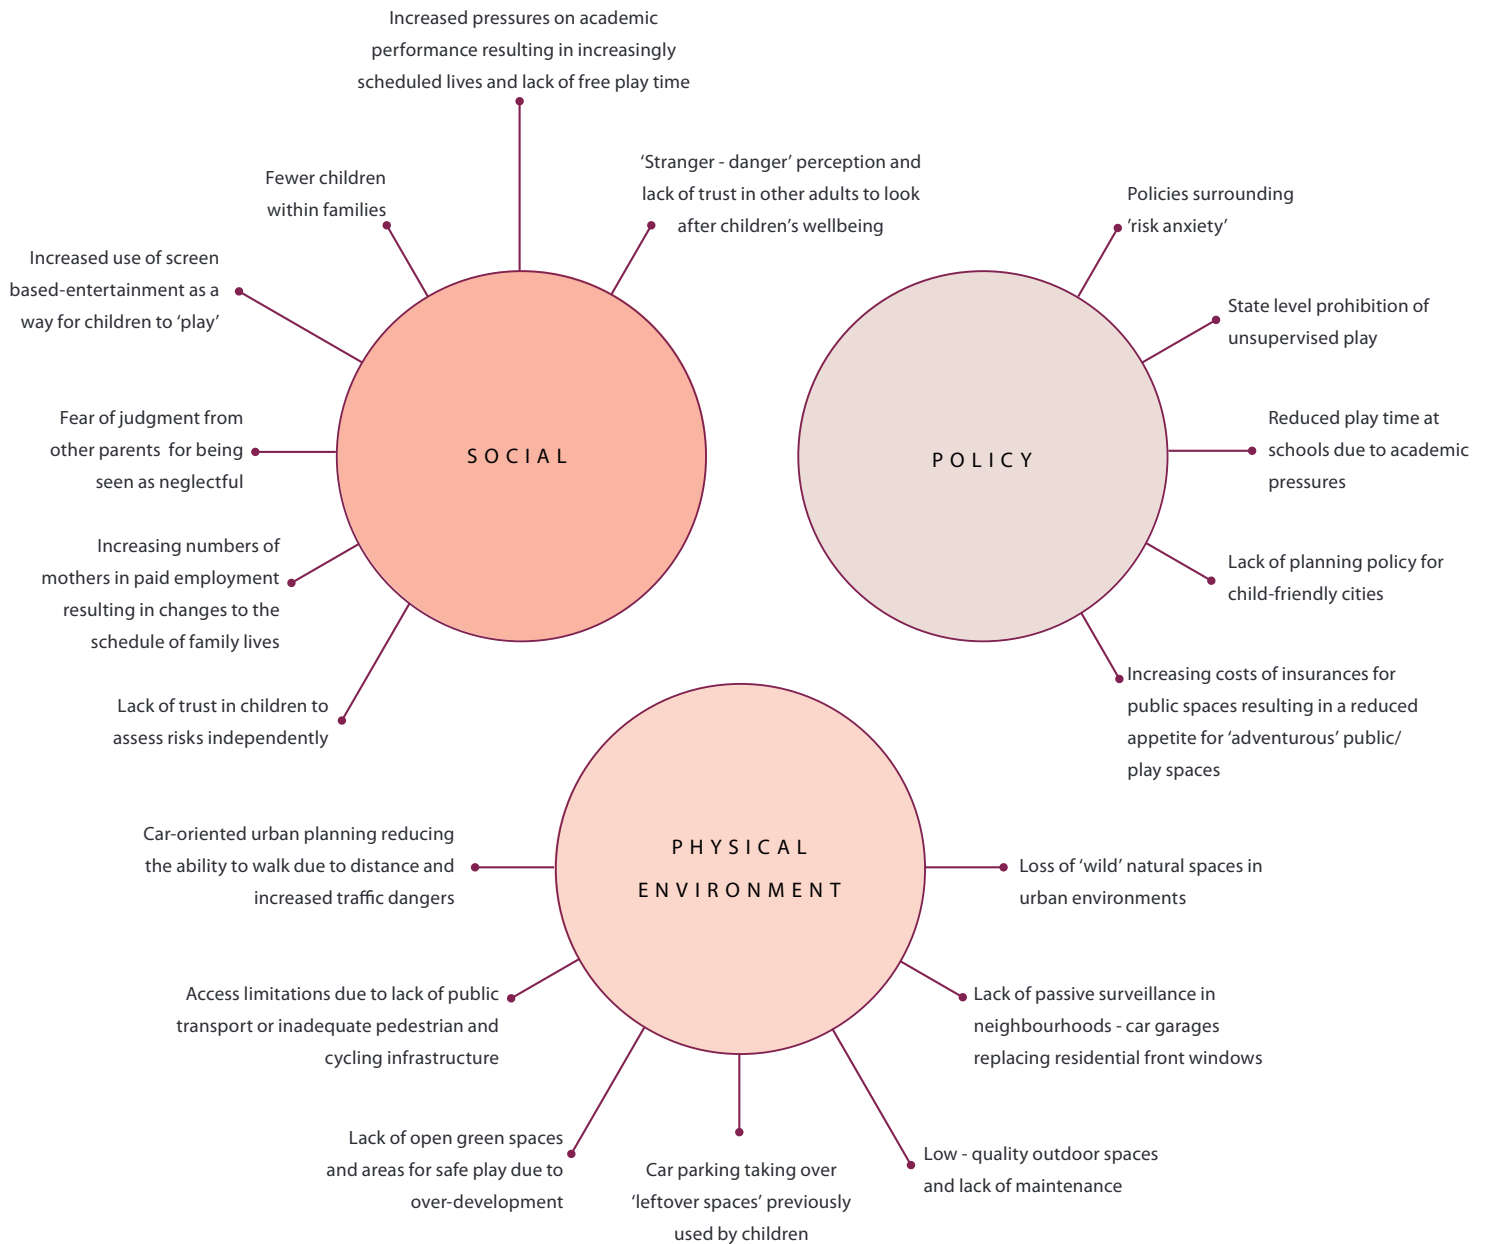 Increased pressures on academic
performance resulting in increasingly
scheduled lives and lack of free play time
‘Stranger - danger’ perception and
lack of trust in other adults to look
after children’s wellbeing
Fewer children
within families
Increased use of screen
based-entertainment as a
way for children to ‘play’
Fear of judgment from
other parents for being
seen as neglectful
Increasing numbers of
mothers in paid employment
resulting in changes to the
schedule of family lives
Lack of trust in children to
assess risks independently
SOCIAL
Policies surrounding
’risk anxiety’
State level prohibition of
unsupervised play
Reduced play time at
schools due to academic
pressures
Lack of planning policy for
child-friendly cities
Increasing costs of insurances for
public spaces resulting in a reduced
appetite for ‘adventurous’ public/
play spaces
POLICY
PHYSICAL
ENVIRONMENT
Car-oriented urban planning reducing
the ability to walk due to distance and
increased traffic dangers
Access limitations due to lack of public
transport or inadequate pedestrian and
cycling infrastructure
Lack of open green spaces
and areas for safe play due to
over-development
Car parking taking over
‘leftover spaces’ previously
used by children
Low - quality outdoor spaces
and lack of maintenance
Lack of passive surveillance in
neighbourhoods - car garages
replacing residential front windows
Loss of ‘wild’ natural spaces in
urban environments